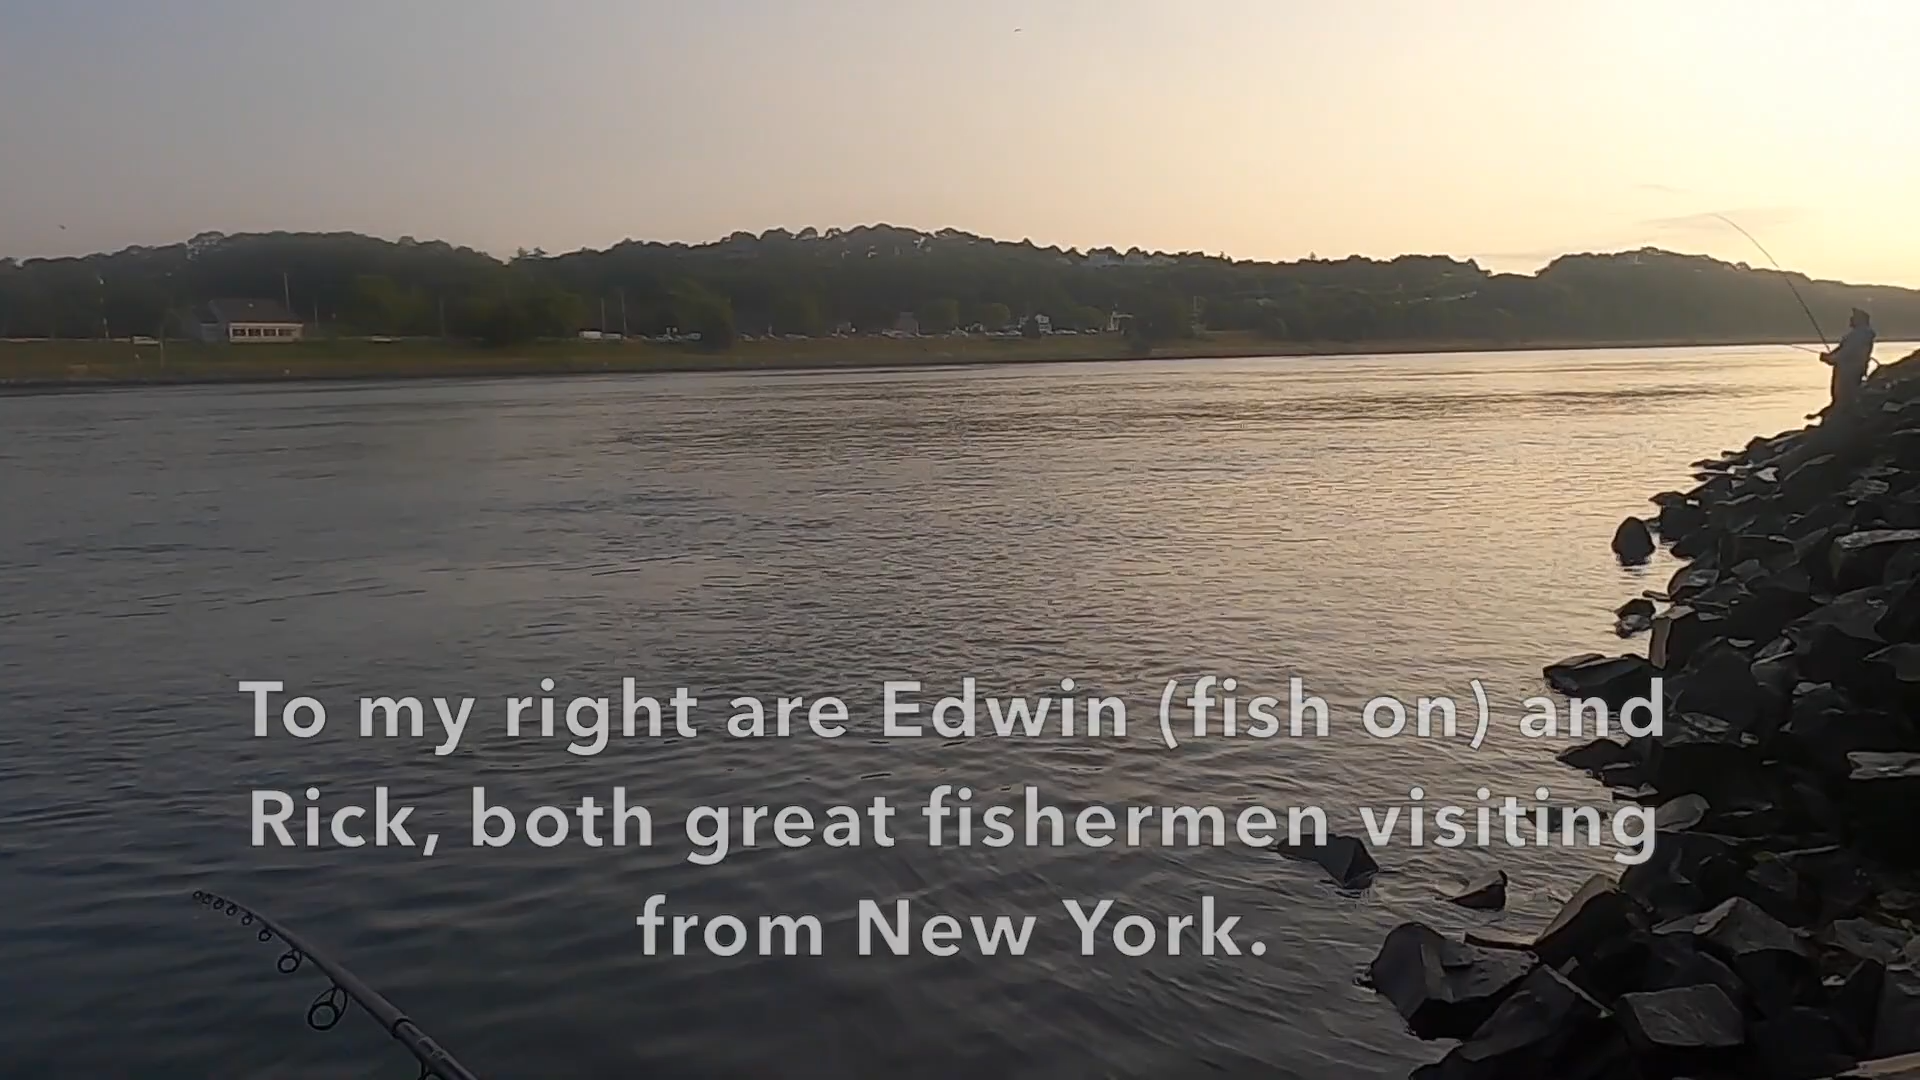 To my right are Edwin (fish on) and
Rick, both great fishermen visiting
from New York.